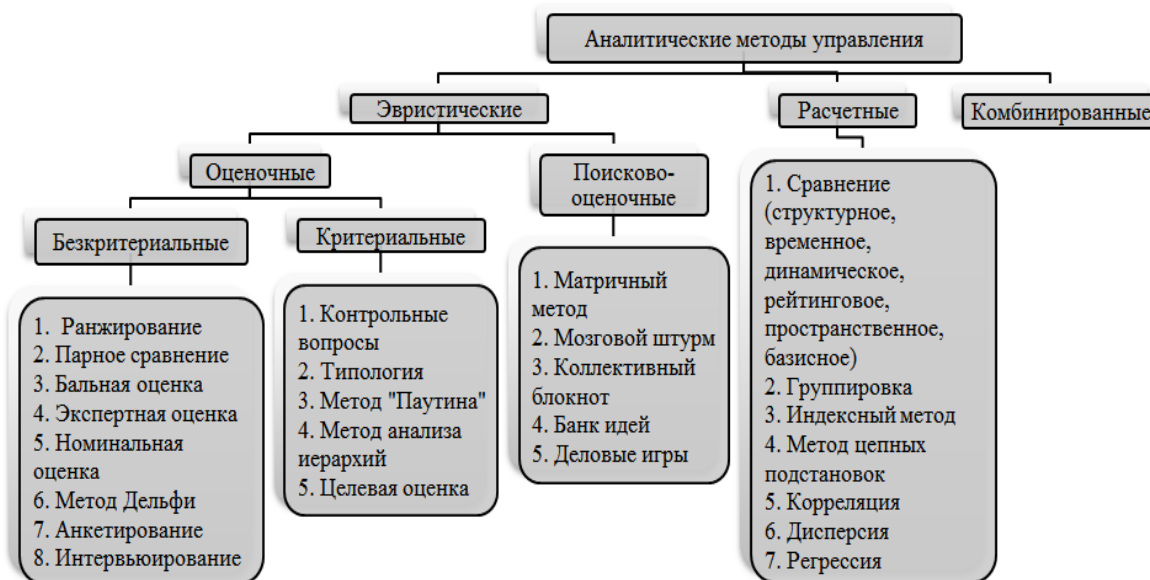 Аналитические методы управления
Эвристические
Расчетные
Комбинированные
Оценочные
Поисково-
оценочные
Безкритериальные
Критериальные
1. Ранжирование
2. Парное сравнение
3. Бальная оценка
4. Экспертная оценка
5. Номинальная
оценка
6. Метод Дельфи
7. Анкетирование
8. Интервьюирование
1. Контрольные
вопросы
2. Типология
3. Метод "Паутина"
4. Метод анализа
иерархий
5. Целевая оценка
1. Матричный
метод
2. Мозговой штурм
3. Коллективный
блокнот
4. Банк идей
5. Деловые игры
1. Сравнение
(структурное,
временное,
динамическое,
рейтинговое,
пространственное,
базисное)
2. Группировка
3. Индексный метод
4. Метод цепных
подстановок
5. Корреляция
6. Дисперсия
7. Регрессия